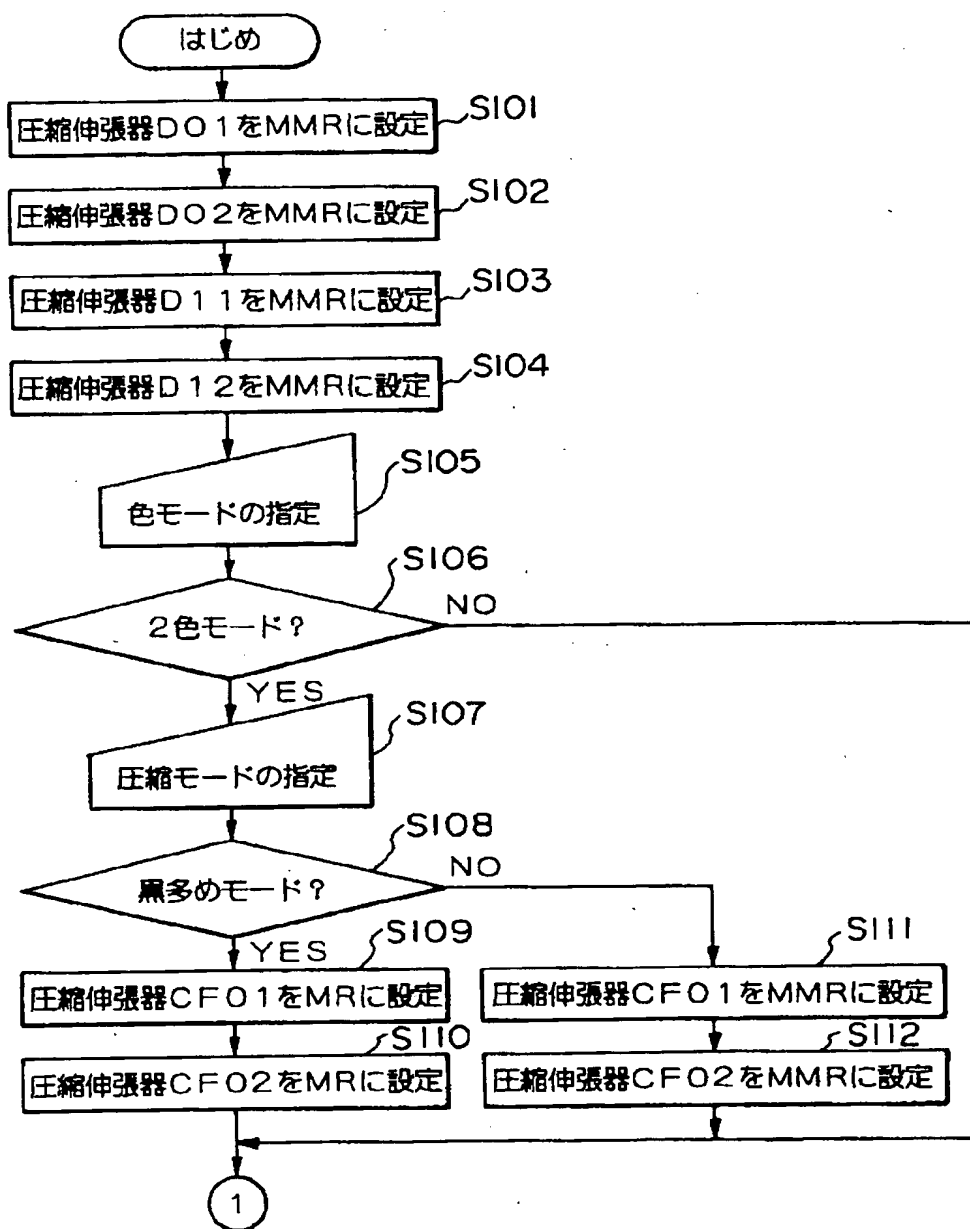 はじめ
圧縮伸張器D01をMMRに設定
S101
圧縮伸張器D02をMMRに設定
S102
圧縮伸張器D11をMMRに設定
S103
圧縮伸張器D12をMMRに設定
S104
色モードの指定
S105
2色モード?
S106
NO
YES
圧縮モードの指定
S107
黒多めモード?
S108
NO
YES
圧縮伸張器CF01をMRに設定
S109
圧縮伸張器CF01をMMRに設定
S111
圧縮伸張器CF02をMRに設定
S110
圧縮伸張器CF02をMMRに設定
S112
1